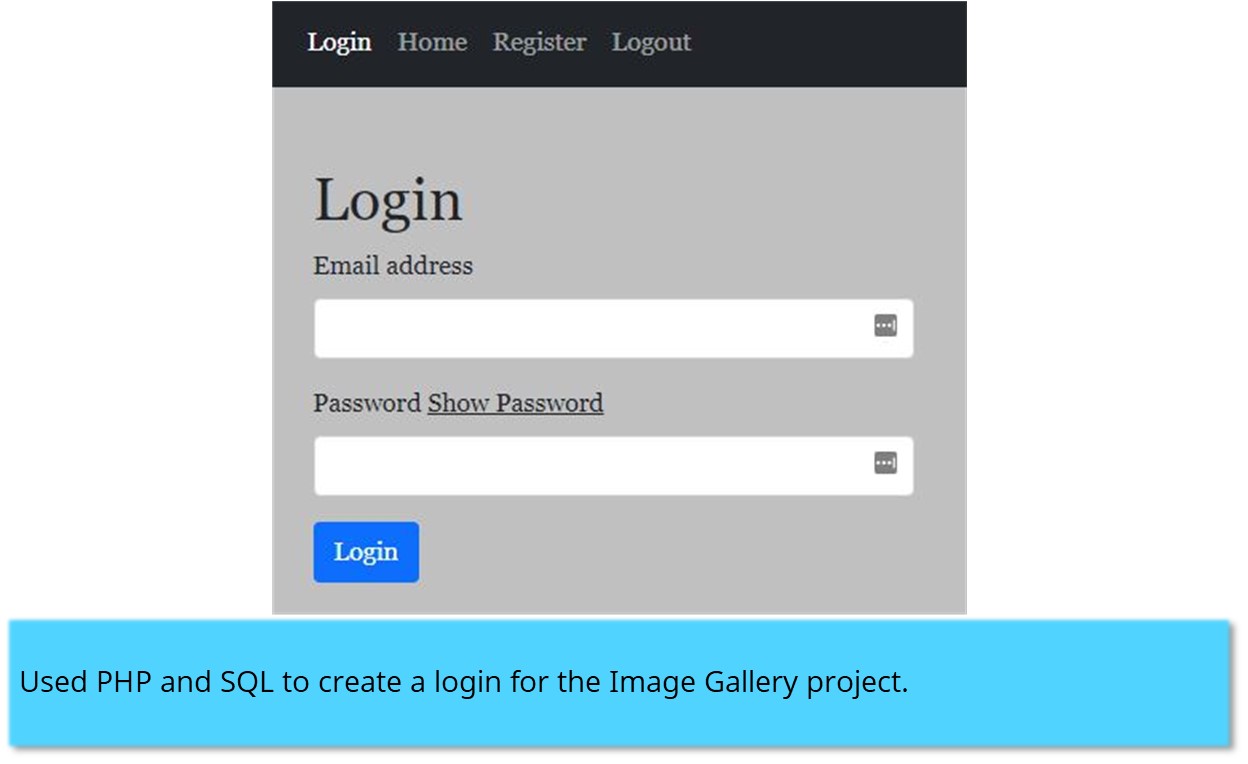 Login Home Register Logout
Login
Email address
Password Show Password
Login
Used PHP and SQL to create a login for the Image Gallery project.